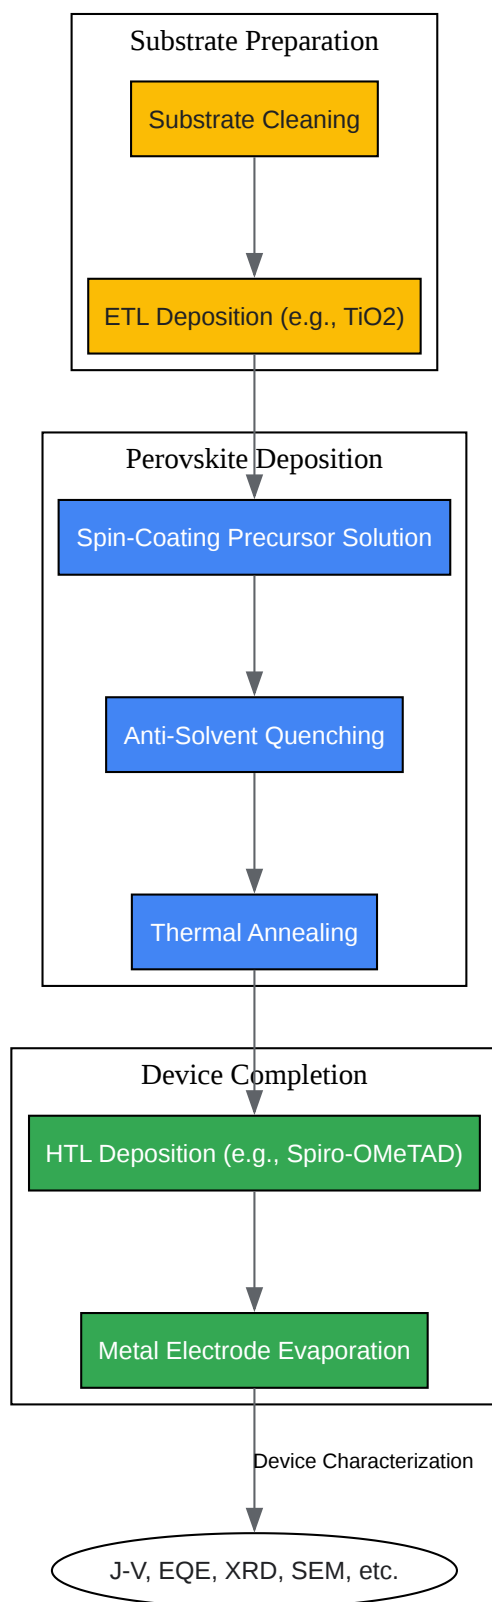 Substrate Preparation
Substrate Cleaning
ETL Deposition (e.g., TiO2)
Perovskite Deposition
Spin-Coating Precursor Solution
Anti-Solvent Quenching
Thermal Annealing
Device Completion
HTL Deposition (e.g., Spiro-OMeTAD)
Metal Electrode Evaporation
Device Characterization
J-V, EQE, XRD, SEM, etc.